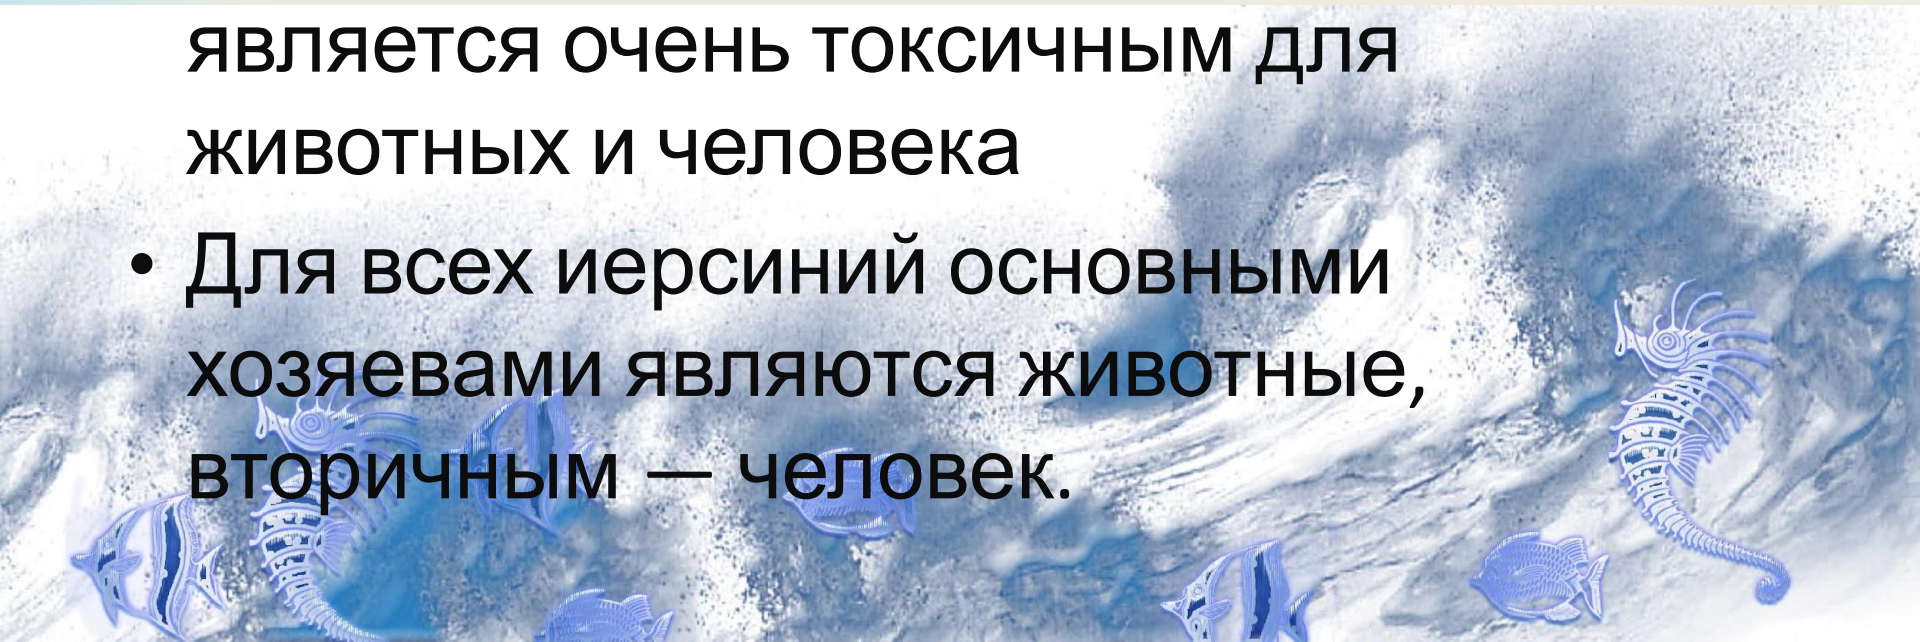 является очень токсичным для
животных и человека
• Для всех иерсиний основными
хозяевами являются животные,
вторичным — человек.